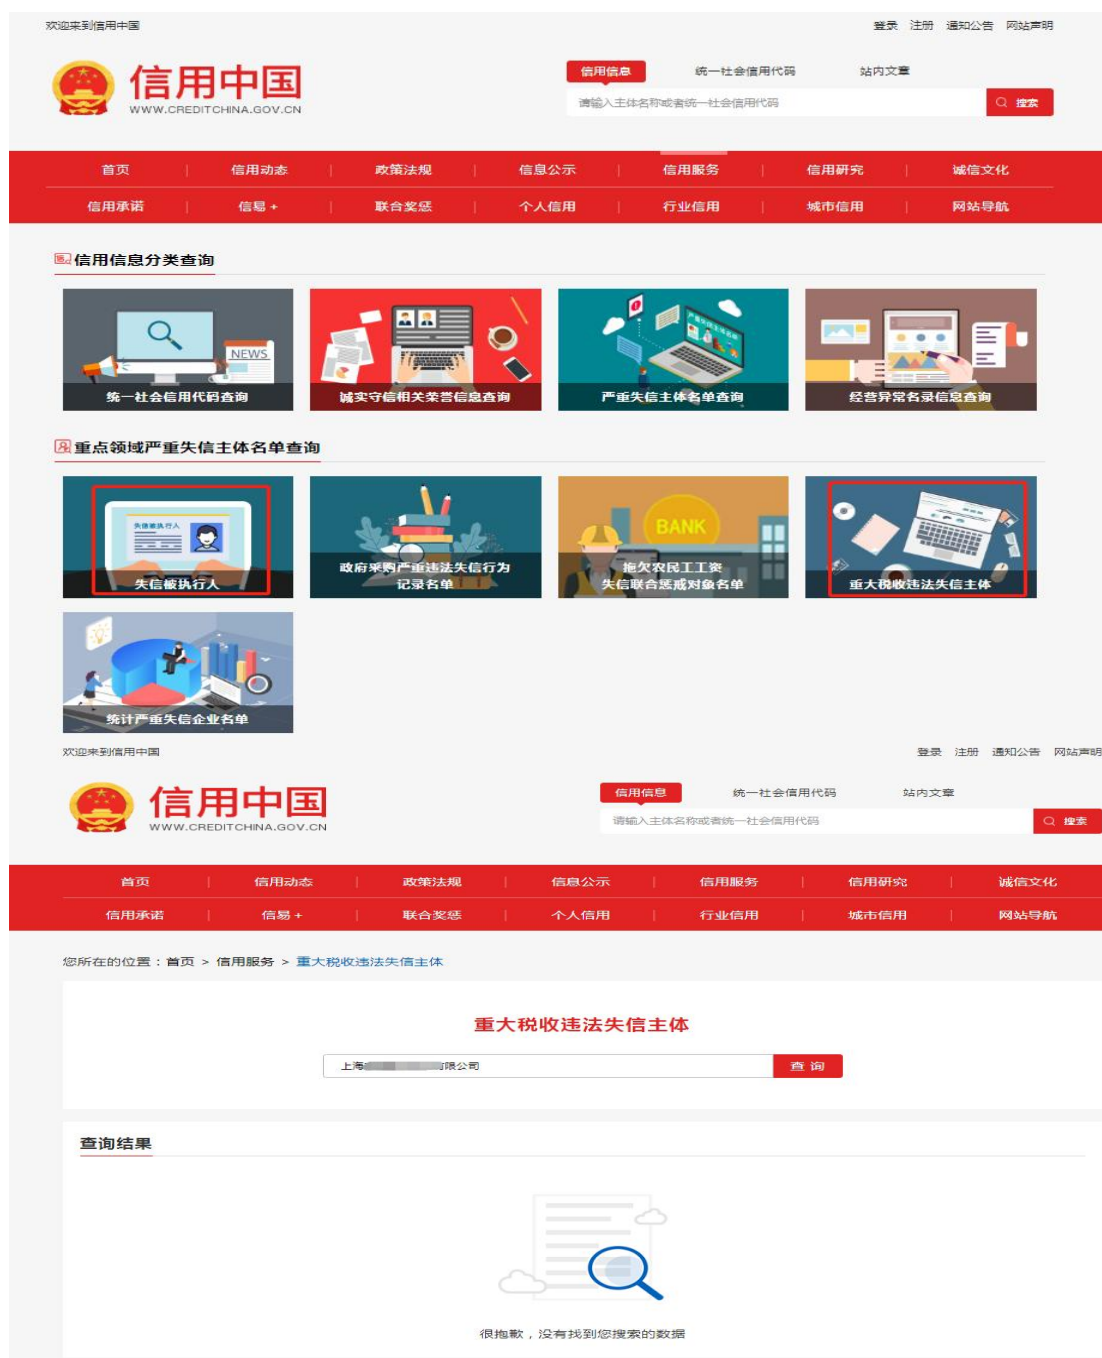 欢迎来到信用中国
登录 注册 通知公告 网站声明
信用中国
WWW.CREDITCHINA.GOV.CN
信用信息 统一社会信用代码 站内文章
请输入主体名称或者统一社会信用代码
搜索
首页 信用动态 政策法规 信息公示 信用服务 信用研究 诚信文化
信用承诺 信易+ 联合奖惩 个人信用 行业信用 城市信用 网站导航
信用信息分类查询
NEWS
统一社会信用代码查询
诚实守信相关荣誉信息查询
严重失信主体名单查询
经营异常名录信息查询
重点领域严重失信主体名单查询
失信被执行人
失信被执行人
政府采购严重违法失信行为
记录名单
BANK
拖欠农民工工资
失信联合惩戒对象名单
重大税收违法失信主体
统计严重失信企业名单
欢迎来到信用中国
登录 注册 通知公告 网站声明
信用中国
WWW.CREDITCHINA.GOV.CN
信用信息 统一社会信用代码 站内文章
请输入主体名称或者统一社会信用代码
搜索
首页 信用动态 政策法规 信息公示 信用服务 信用研究 诚信文化
信用承诺 信易+ 联合奖惩 个人信用 行业信用 城市信用 网站导航
您所在的位置：首页 > 信用服务 > 重大税收违法失信主体
重大税收违法失信主体
上海 限公司
查 询
查询结果
很抱歉，没有找到您搜索的数据